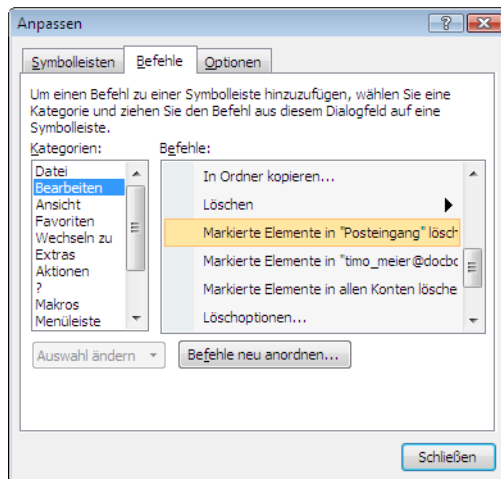 Anpassen
Symbolleisten Befehle Optionen
Um einen Befehl zu einer Symbolleiste hinzuzufügen, wählen Sie eine
Kategorie und ziehen Sie den Befehl aus diesem Dialogfeld auf eine
Symbolleiste.
Kategorien: Befehle:
Datei
Bearbeiten
Ansicht
Favoriten
Wechseln zu
Extras
Aktionen
?
Makros
Menüleiste
In Ordner kopieren...
Löschen
Markierte Elemente in "Posteingang" lösch
Markierte Elemente in "timo_meier@docbc
Markierte Elemente in allen Konten lösche
Löschoptionen...
Auswahl ändern Befehle neu anordnen...
Schließen